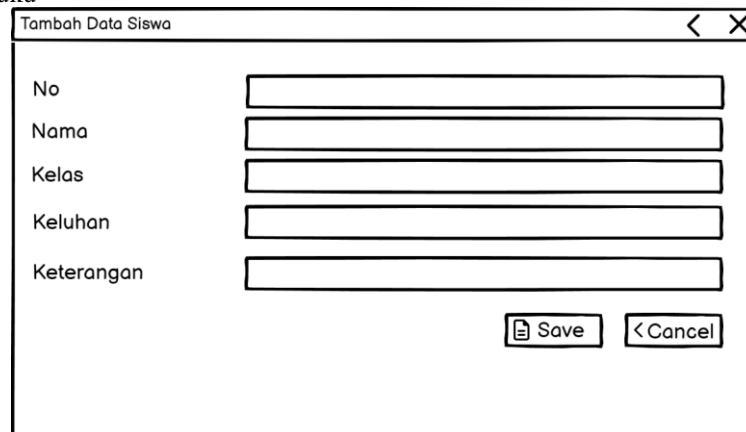 Tambah Data Siswa
No
Nama
Kelas
Keluhan
Keterangan
Save
Cancel